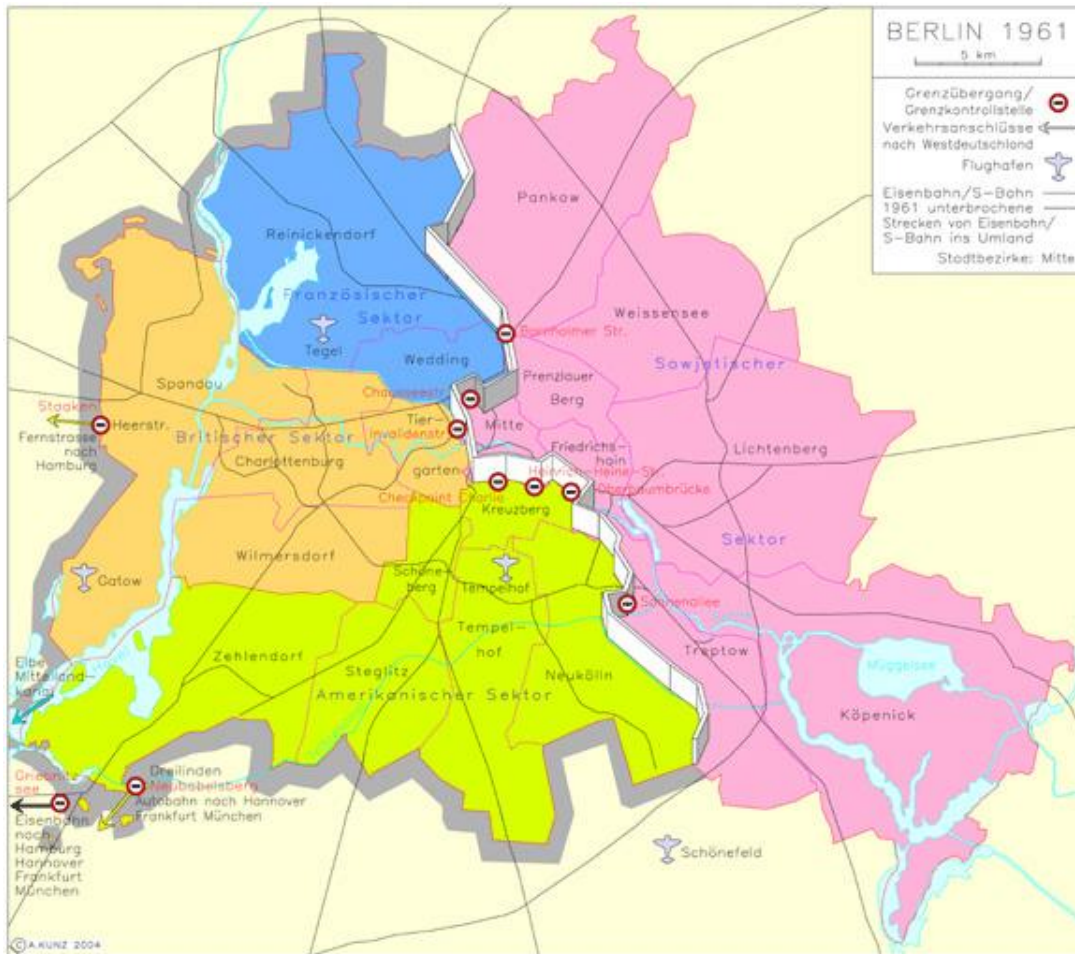 BERLIN 1961
5 km
Grenzübergang/
Grenzkontrollstelle
Verkehrsanschlüsse
nach Westdeutschland
Flughafen
Eisenbahn/S-Bahn
1961 unterbrochene
Strecken von Eisenbahn/
S-Bahn ins Umland
Stadtbezirke: Mitte
Pankow
Reinickendorf
Französischer
Sektor
Weissensee
Tegel
Wedding
Bornholmer Str.
Sowjetischer
Prenzlauer
Berg
Spandau
Chausseestr.
Staaken
Heerstr.
Fernstrasse
nach
Hamburg
Britischer Sektor
Tier-
Invalidenstr.
Mitte
Charlottenburg
garten
Friedrichs-
hain
Lichtenberg
Heinrich-Heine-Str.
Checkpoint Charlie
Oberbaumbrücke
Kreuzberg
Sektor
Wilmersdorf
Gatow
Schöne-
berg
Tempelhof
Sonnenallee
Tempel-
hof
Zehlendorf
Steglitz
Neukölln
Treptow
Müggelsee
Havel
Elbe
Mittelland-
kanal
Amerikanischer Sektor
Köpenick
Griebnitz-
see
Dreilinden
Neubabelsberg
Autobahn nach Hannover
Frankfurt München
Eisenbahn
nach
Hamburg
Hannover
Frankfurt
München
Schönefeld
© A.KUNZ 2004